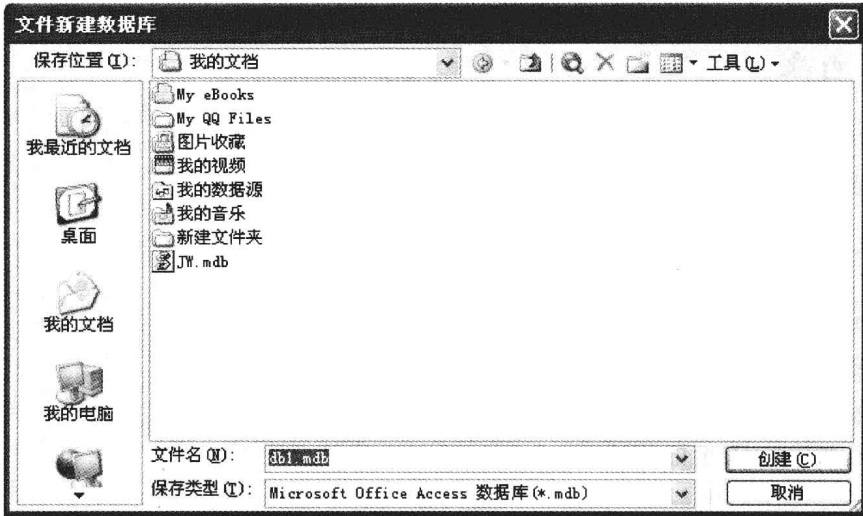 文件新建数据库
保存位置(I): 我的文档 工具(L)
我最近的文档
桌面
我的文档
我的电脑
My eBooks
My QQ Files
图片收藏
我的视频
我的数据源
我的音乐
新建文件夹
JW.mdb
文件名(N): db1.mdb 创建(C)
保存类型(T): Microsoft Office Access 数据库(*.mdb) 取消